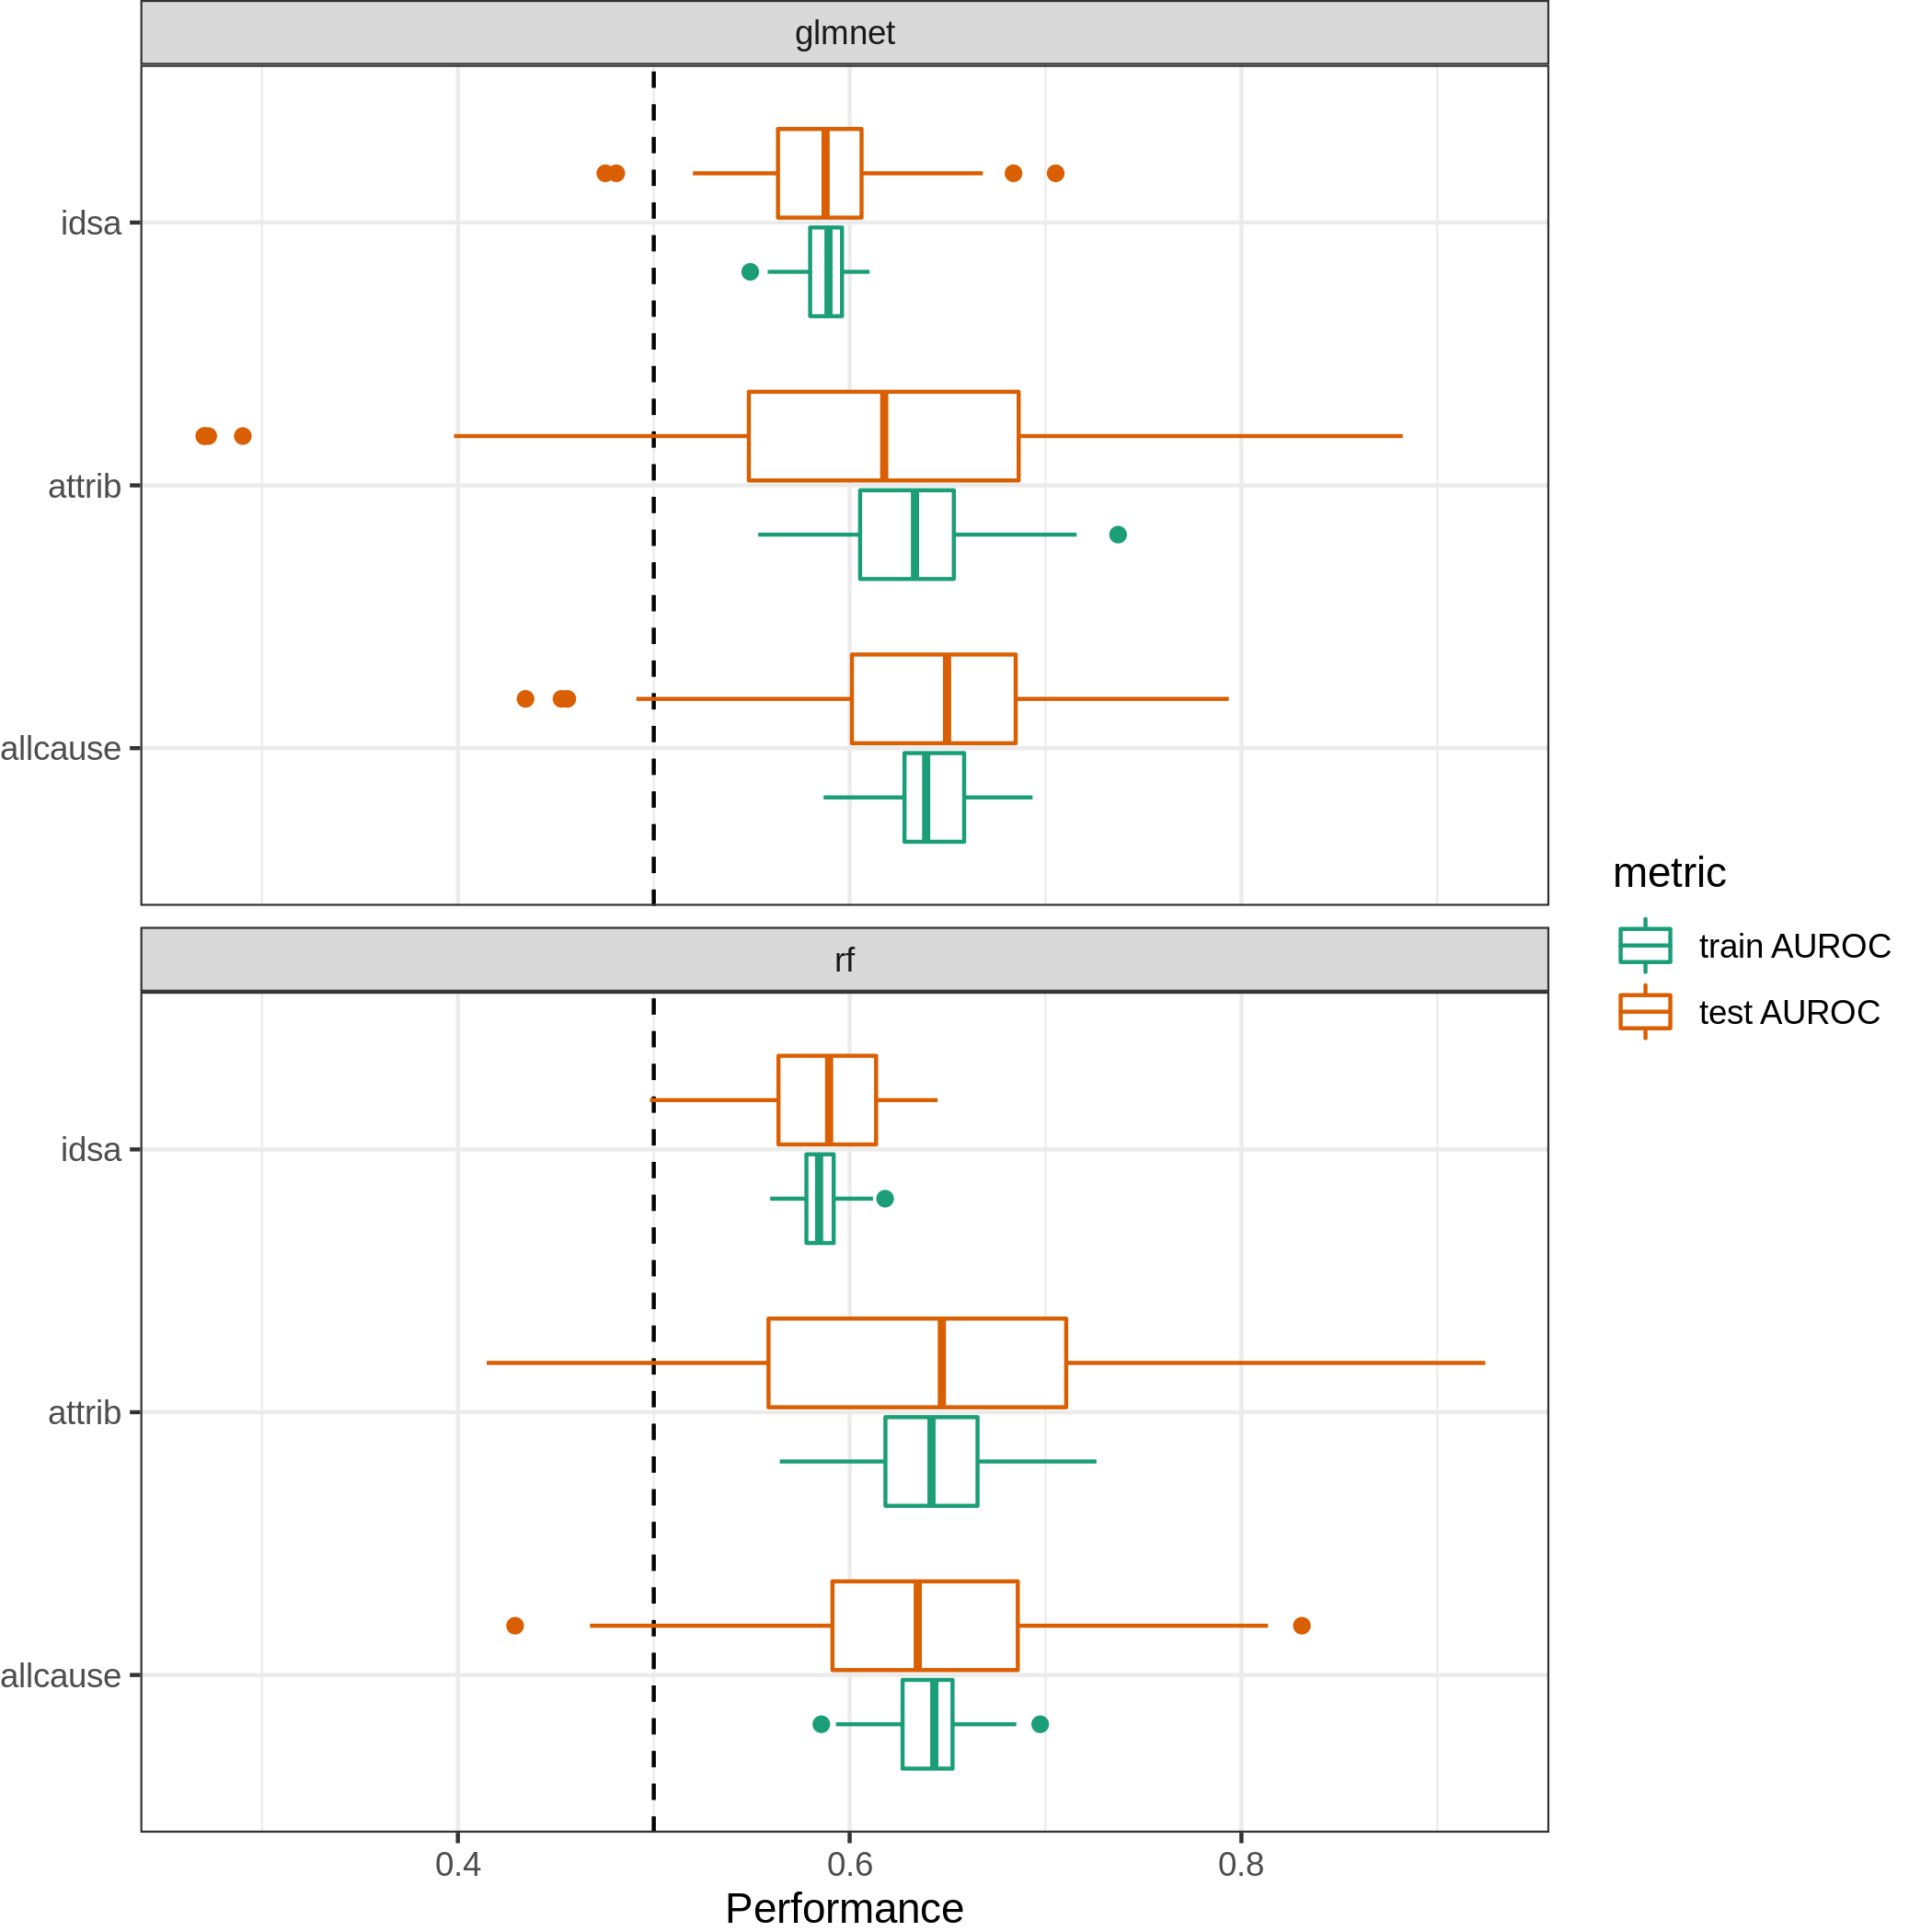 glmnet
idsa
attrib
allcause
rf
idsa
attrib
allcause
0.4 0.6 0.8
Performance
metric
train AUROC
test AUROC